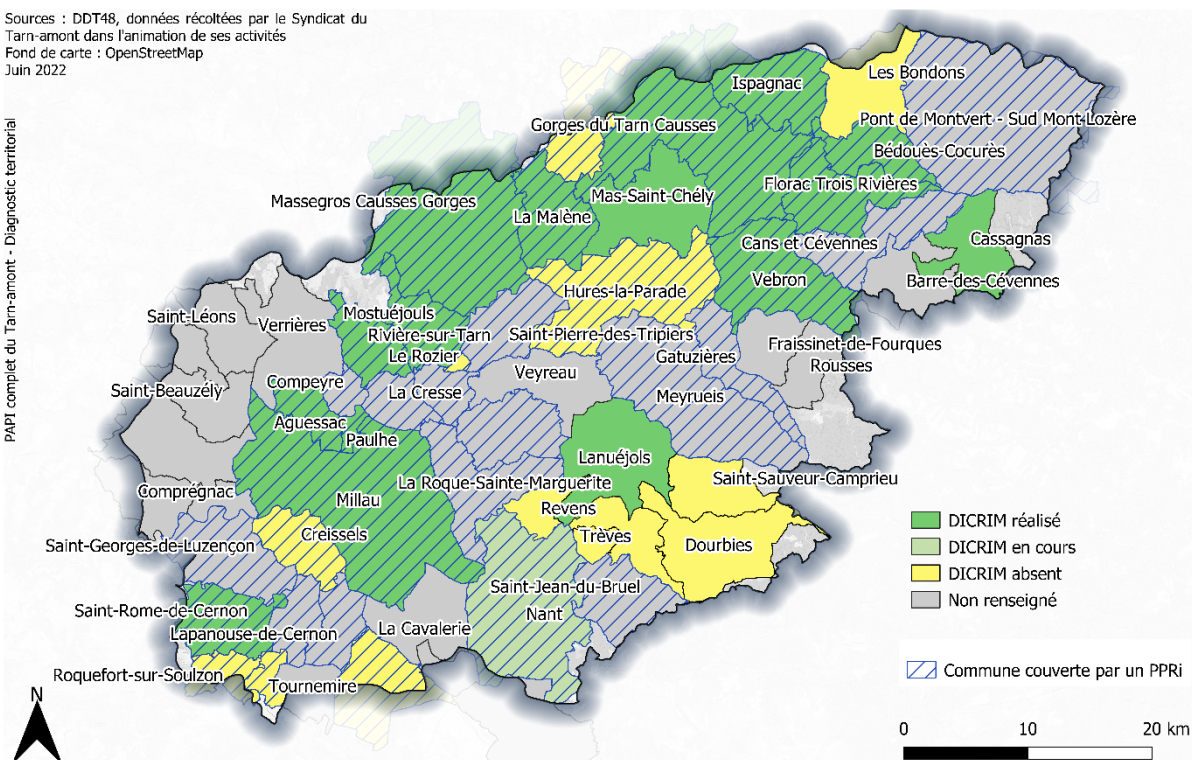 Sources : DDT48, données récoltées par le Syndicat du
Tarn-amont dans l'animation de ses activités
Fond de carte : OpenStreetMap
Juin 2022
PAPI complet du Tarn-amont - Diagnostic territorial
Ispagnac
Les Bondons
Gorges du Tarn Causses
Pont de Montvert - Sud Mont Lozère
Bédouès-Cocurès
Massegros Causses Gorges
La Malène
Mas-Saint-Chély
Florac Trois Rivières
Cans et Cévennes
Cassagnas
Vebron
Barre-des-Cévennes
Hures-la-Parade
Saint-Léons
Verrières
Mostuéjouls
Rivière-sur-Tarn
Saint-Pierre-des-Tripiers
Le Rozier
Gatuzières
Fraissinet-de-Fourques
Rousses
Saint-Beauzély
Compeyre
La Cresse
Veyreau
Meyrueis
Aguessac
Paulhe
Lanuéjols
Comprégnac
Millau
La Roque-Sainte-Marguerite
Saint-Sauveur-Camprieu
Revens
Creissels
Trèves
Dourbies
Saint-Georges-de-Luzençon
Saint-Jean-du-Bruel
Nant
Saint-Rome-de-Cernon
Lapanouse-de-Cernon
La Cavalerie
Roquefort-sur-Soulzon
Tournemire
DICRIM réalisé
DICRIM en cours
DICRIM absent
Non renseigné
Commune couverte par un PPRi
N
0 10 20 km